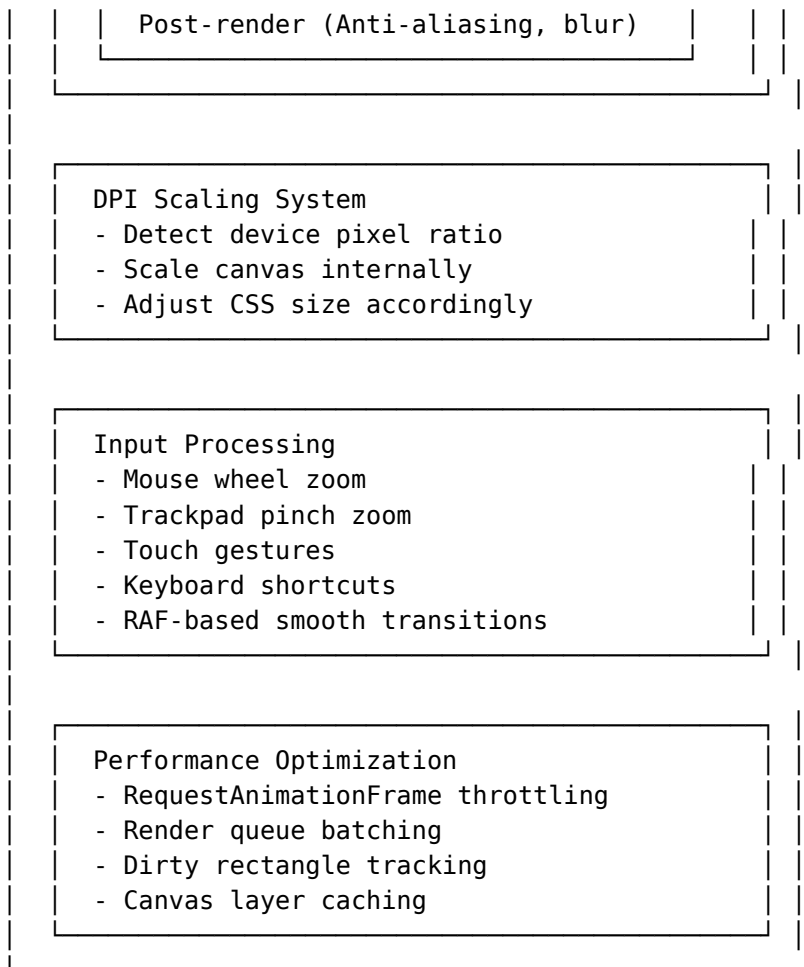 Post-render (Anti-aliasing, blur)
DPI Scaling System
- Detect device pixel ratio
- Scale canvas internally
- Adjust CSS size accordingly
Input Processing
- Mouse wheel zoom
- Trackpad pinch zoom
- Touch gestures
- Keyboard shortcuts
- RAF-based smooth transitions
Performance Optimization
- RequestAnimationFrame throttling
- Render queue batching
- Dirty rectangle tracking
- Canvas layer caching